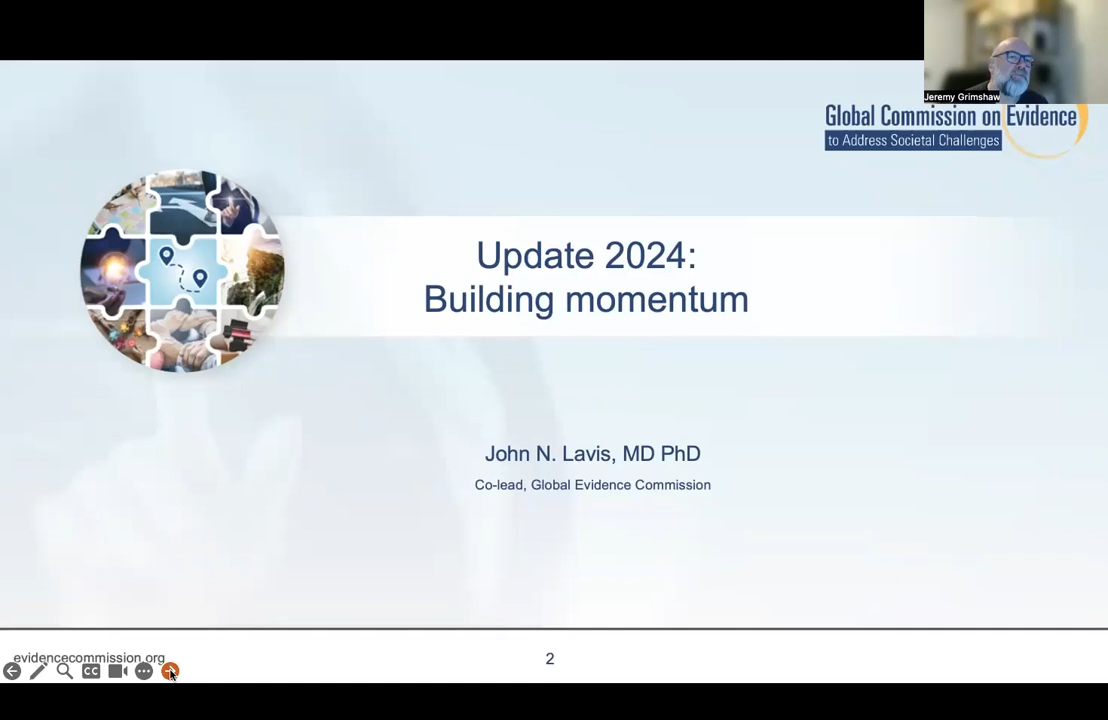 Jeremy Grimshaw
Global Commission on Evidence
to Address Societal Challenges
Update 2024:
Building momentum
John N. Lavis, MD PhD
Co-lead, Global Evidence Commission
evidencecommission.org
2
CC